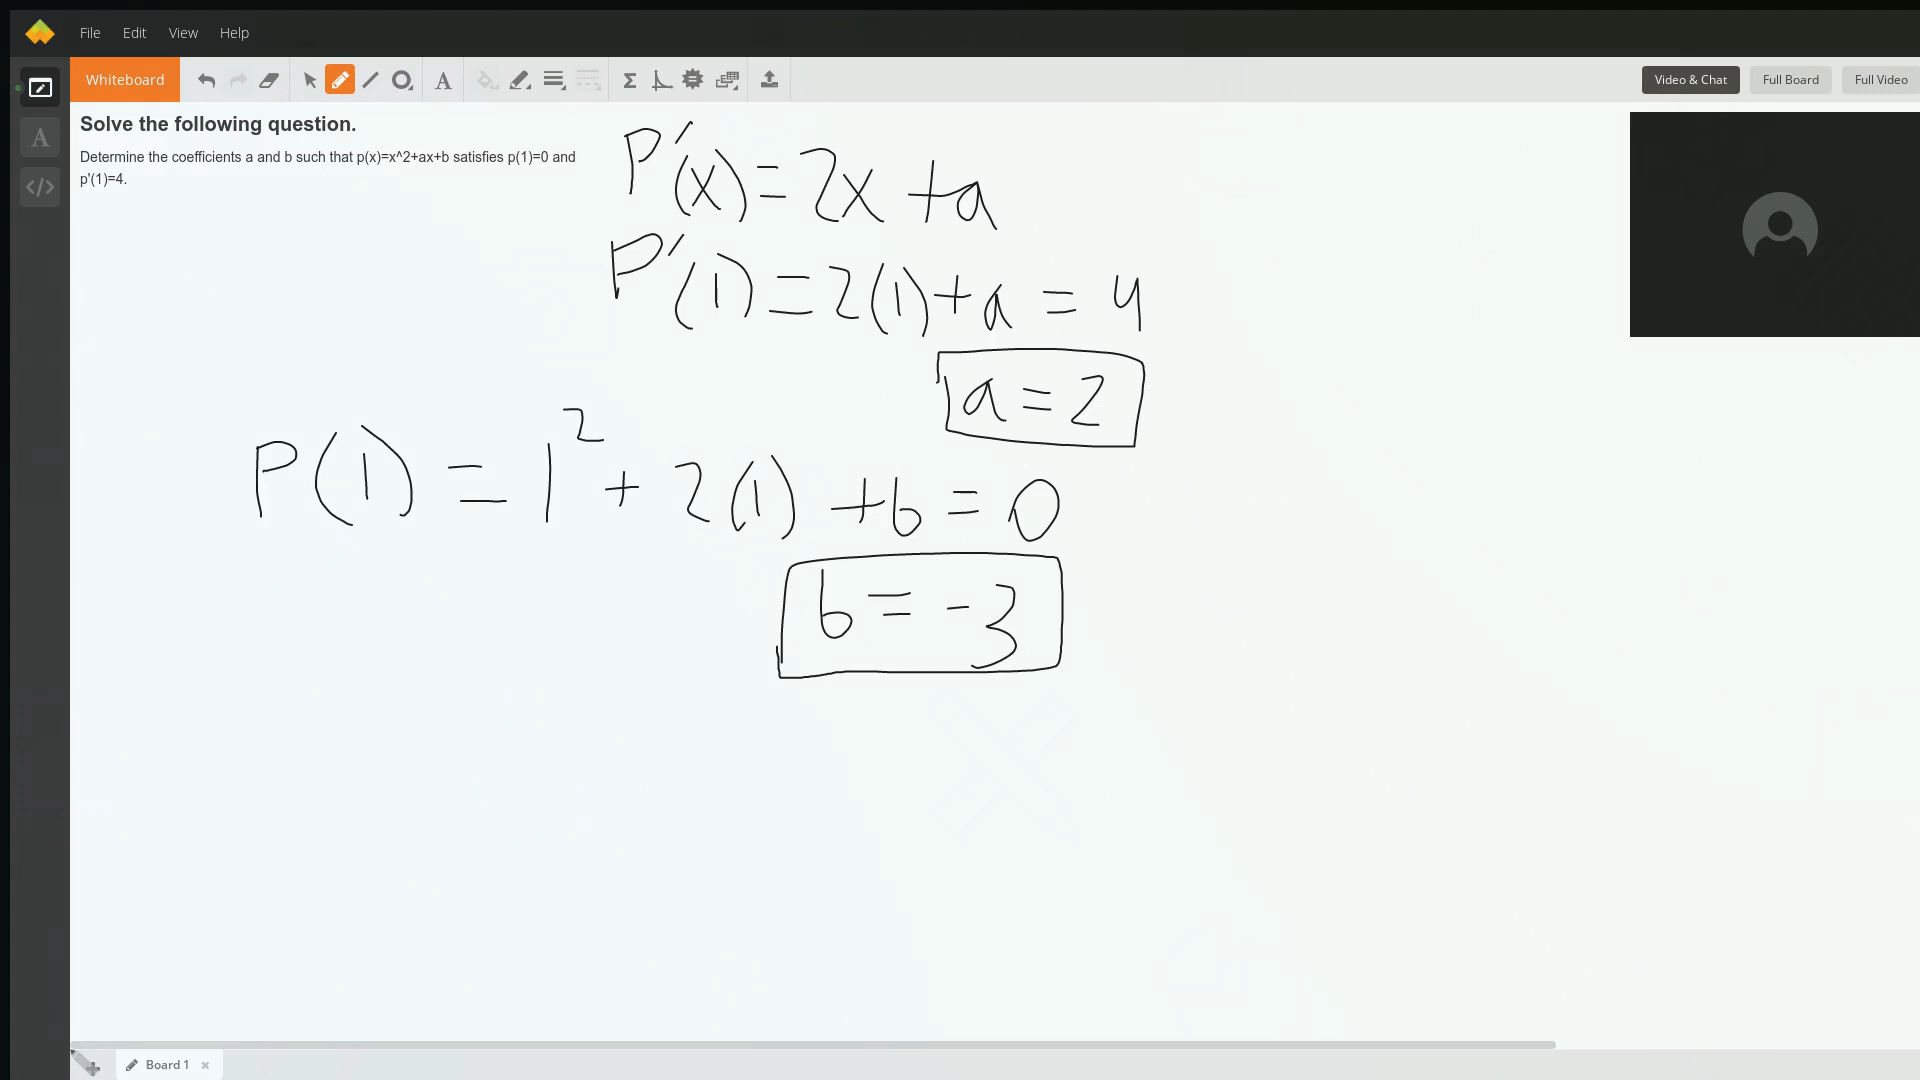 File Edit View Help
Whiteboard
Video & Chat Full Board Full Video
Solve the following question.
Determine the coefficients a and b such that p(x)=x^2+ax+b satisfies p(1)=0 and
p'(1)=4.
P'(x) = 2x + a
P'(1) = 2(1) + a = 4
a = 2
P(1) = 1^2 + 2(1) + b = 0
b = -3
Board 1